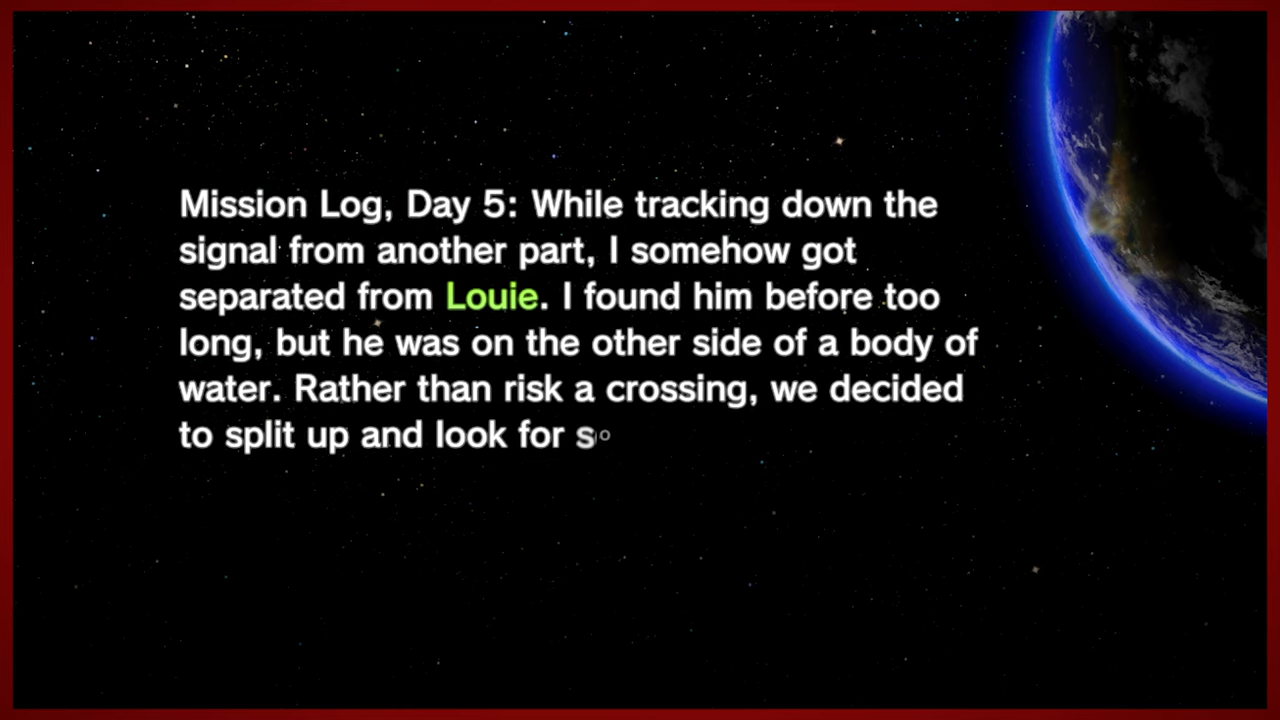 Mission Log, Day 5: While tracking down the
signal from another part, I somehow got
separated from Louie. I found him before too
long, but he was on the other side of a body of
water. Rather than risk a crossing, we decided
to split up and look for so